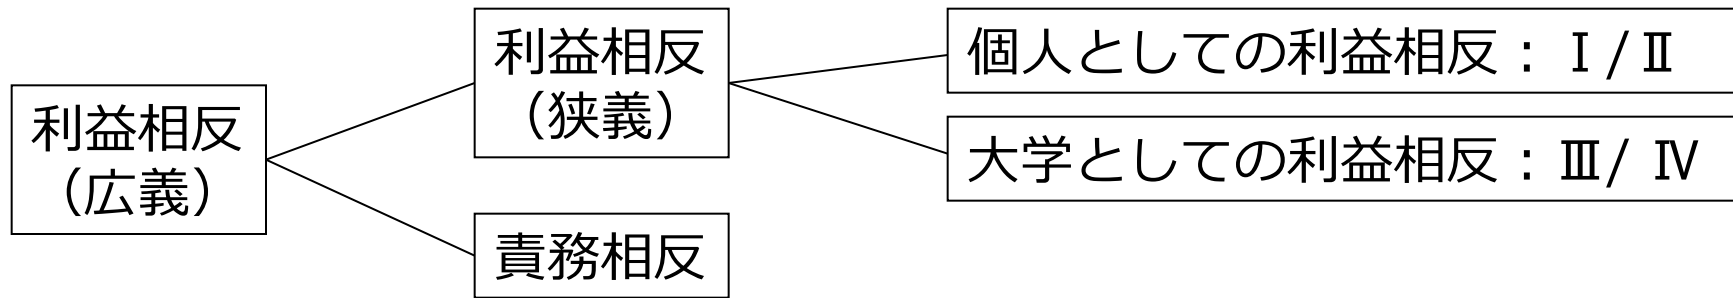 利益相反
（広義）
利益相反
（狭義）
責務相反
個人としての利益相反：Ⅰ/Ⅱ
大学としての利益相反：Ⅲ/ Ⅳ